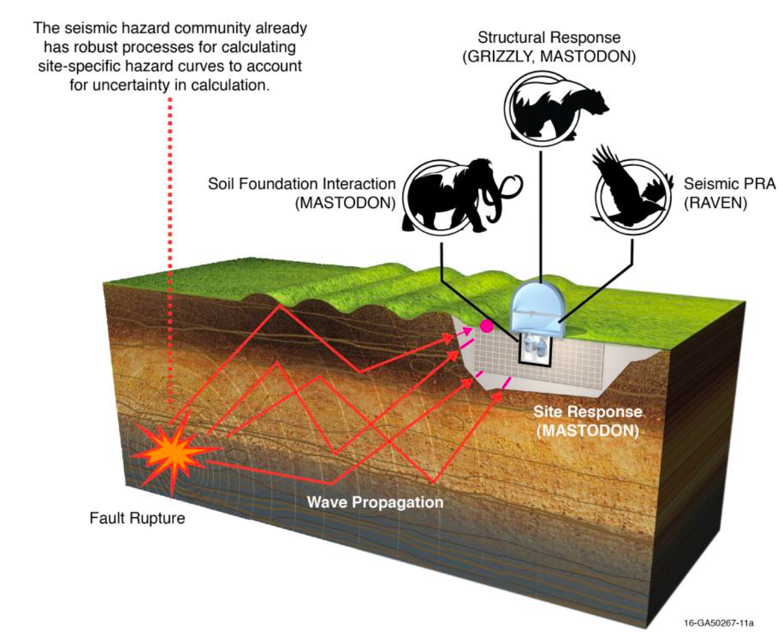 The seismic hazard community already
has robust processes for calculating
site-specific hazard curves to account
for uncertainty in calculation.
Structural Response
(GRIZZLY, MASTODON)
Soil Foundation Interaction
(MASTODON)
Seismic PRA
(RAVEN)
Site Response
(MASTODON)
Wave Propagation
Fault Rupture
16-GA50267-11a